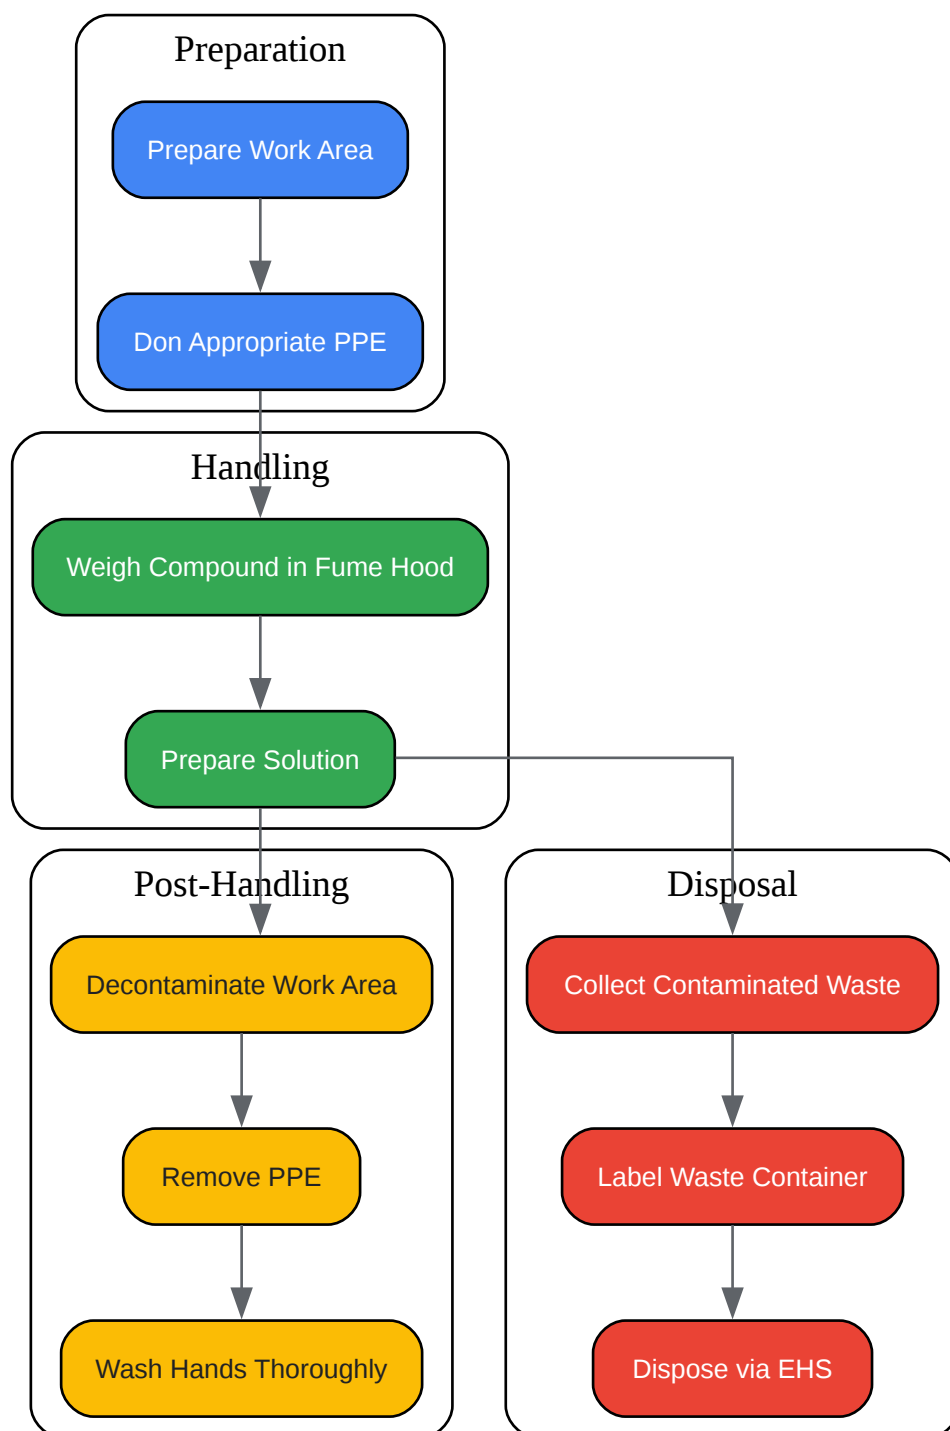 Preparation
Prepare Work Area
Don Appropriate PPE
Handling
Weigh Compound in Fume Hood
Prepare Solution
Post-Handling
Decontaminate Work Area
Remove PPE
Wash Hands Thoroughly
Disposal
Collect Contaminated Waste
Label Waste Container
Dispose via EHS